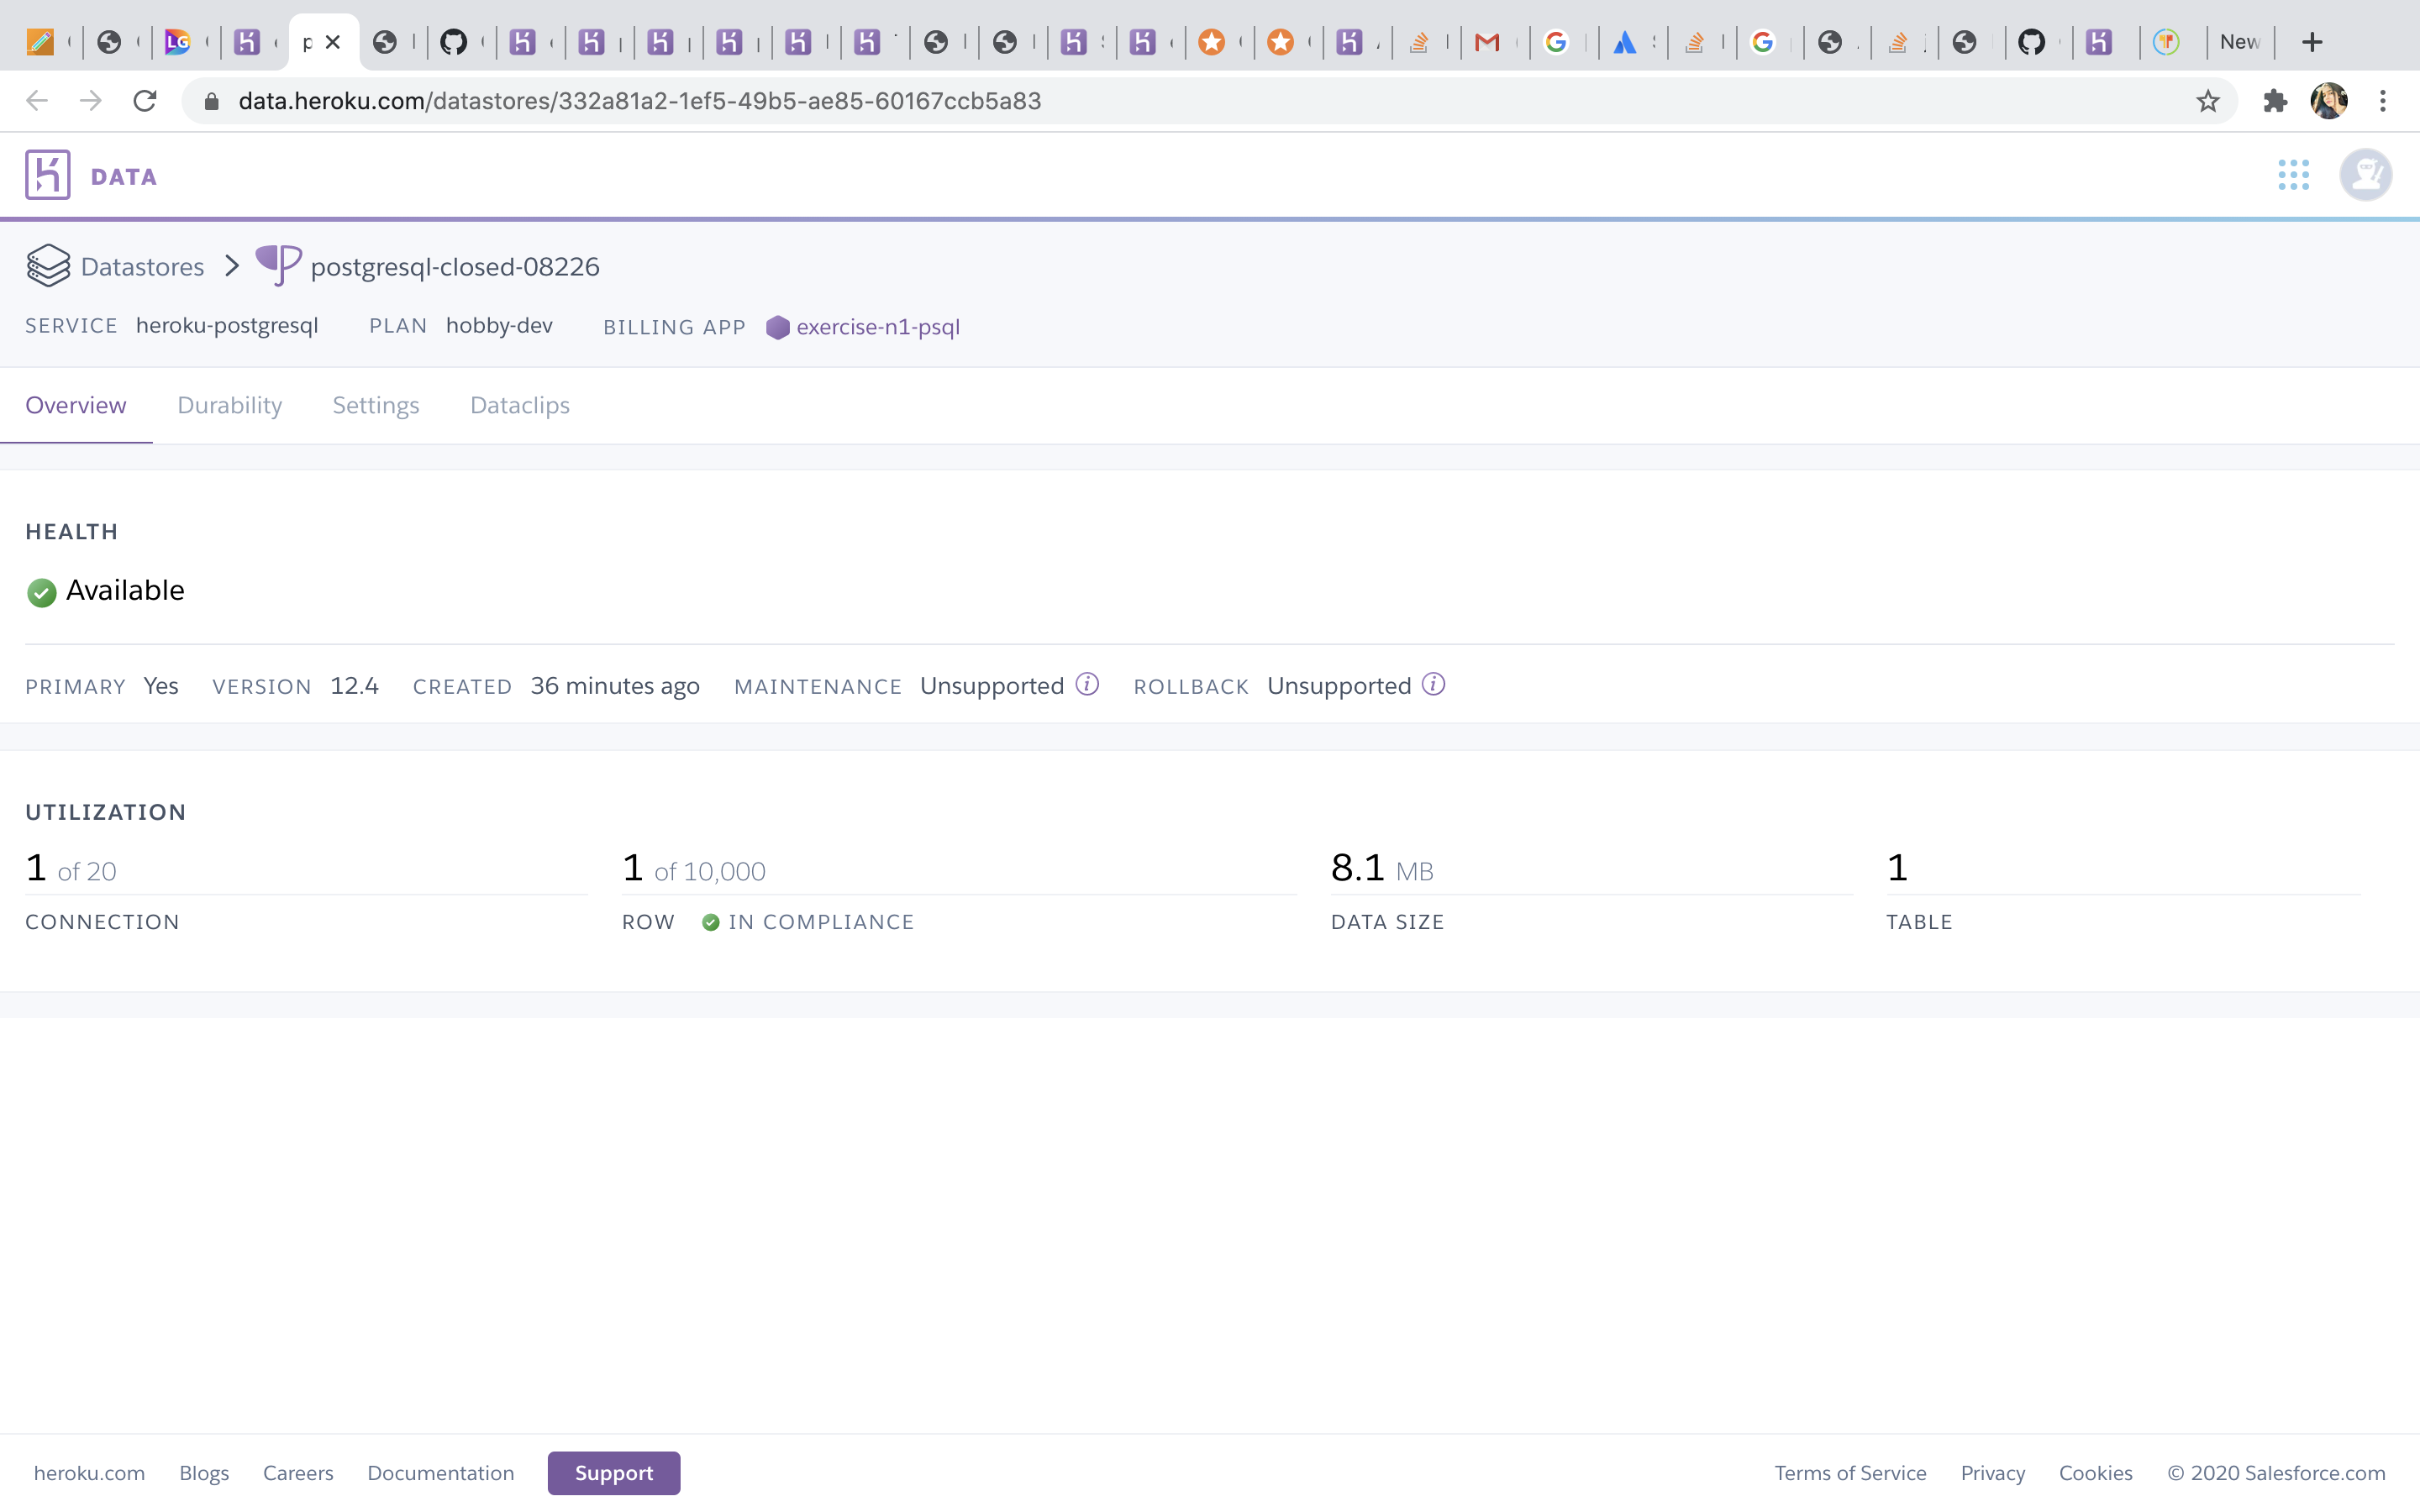 LG
p
New
data.heroku.com/datastores/332a81a2-1ef5-49b5-ae85-60167ccb5a83
DATA
Datastores postgresql-closed-08226
SERVICE heroku-postgresql PLAN hobby-dev BILLING APP exercise-n1-psql
Overview Durability Settings Dataclips
HEALTH
Available
PRIMARY Yes VERSION 12.4 CREATED 36 minutes ago MAINTENANCE Unsupported ROLLBACK Unsupported
UTILIZATION
1 of 20 1 of 10,000 8.1 MB 1
CONNECTION ROW IN COMPLIANCE DATA SIZE TABLE
heroku.com Blogs Careers Documentation Support Terms of Service Privacy Cookies © 2020 Salesforce.com